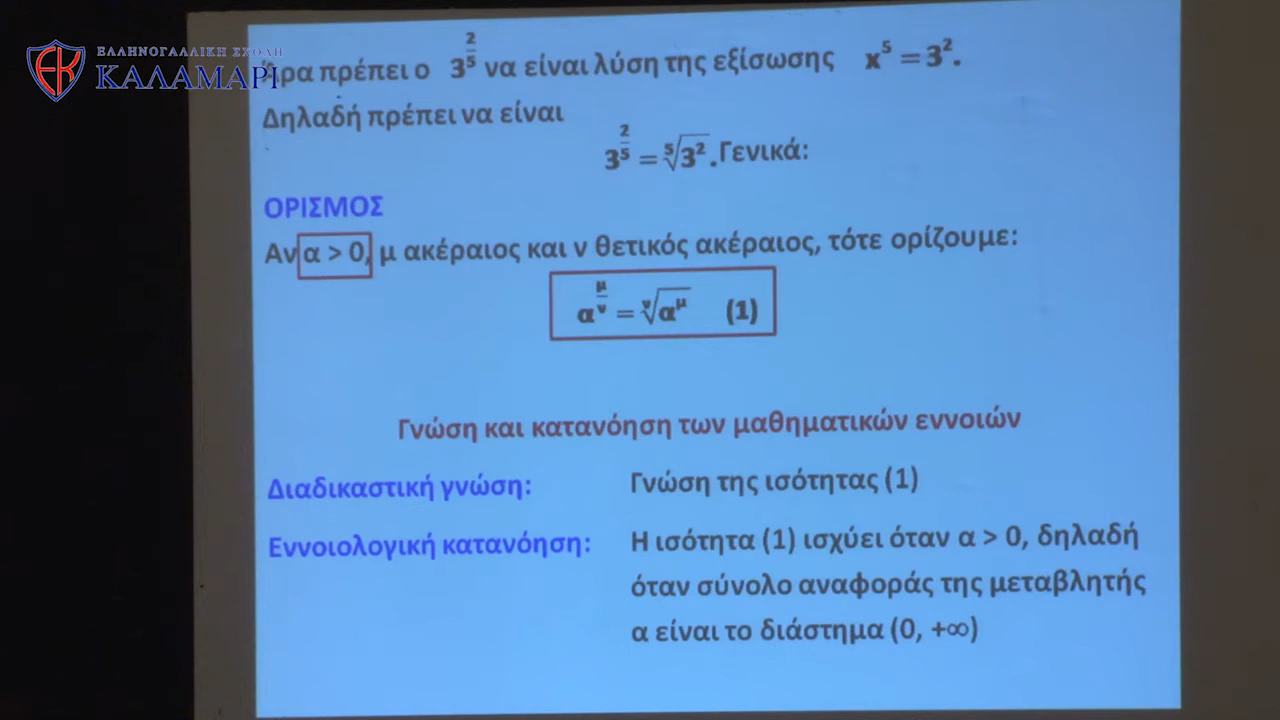 ΕΛΛΗΝΟΓΑΛΛΙΚΗ ΣΧΟΛΗ
ΚΑΛΑΜΑΡΙ
Άρα πρέπει ο 3^(2/5) να είναι λύση της εξίσωσης x^5 = 3^2.
Δηλαδή πρέπει να είναι
3^(2/5) = ⁵√3². Γενικά:
ΟΡΙΣΜΟΣ
Αν α > 0, μ ακέραιος και ν θετικός ακέραιος, τότε ορίζουμε:
α^(μ/ν) = ᵛ√α^μ (1)
Γνώση και κατανόηση των μαθηματικών εννοιών
Διαδικαστική γνώση: Γνώση της ισότητας (1)
Εννοιολογική κατανόηση: Η ισότητα (1) ισχύει όταν α > 0, δηλαδή
όταν σύνολο αναφοράς της μεταβλητής
α είναι το διάστημα (0, +∞)